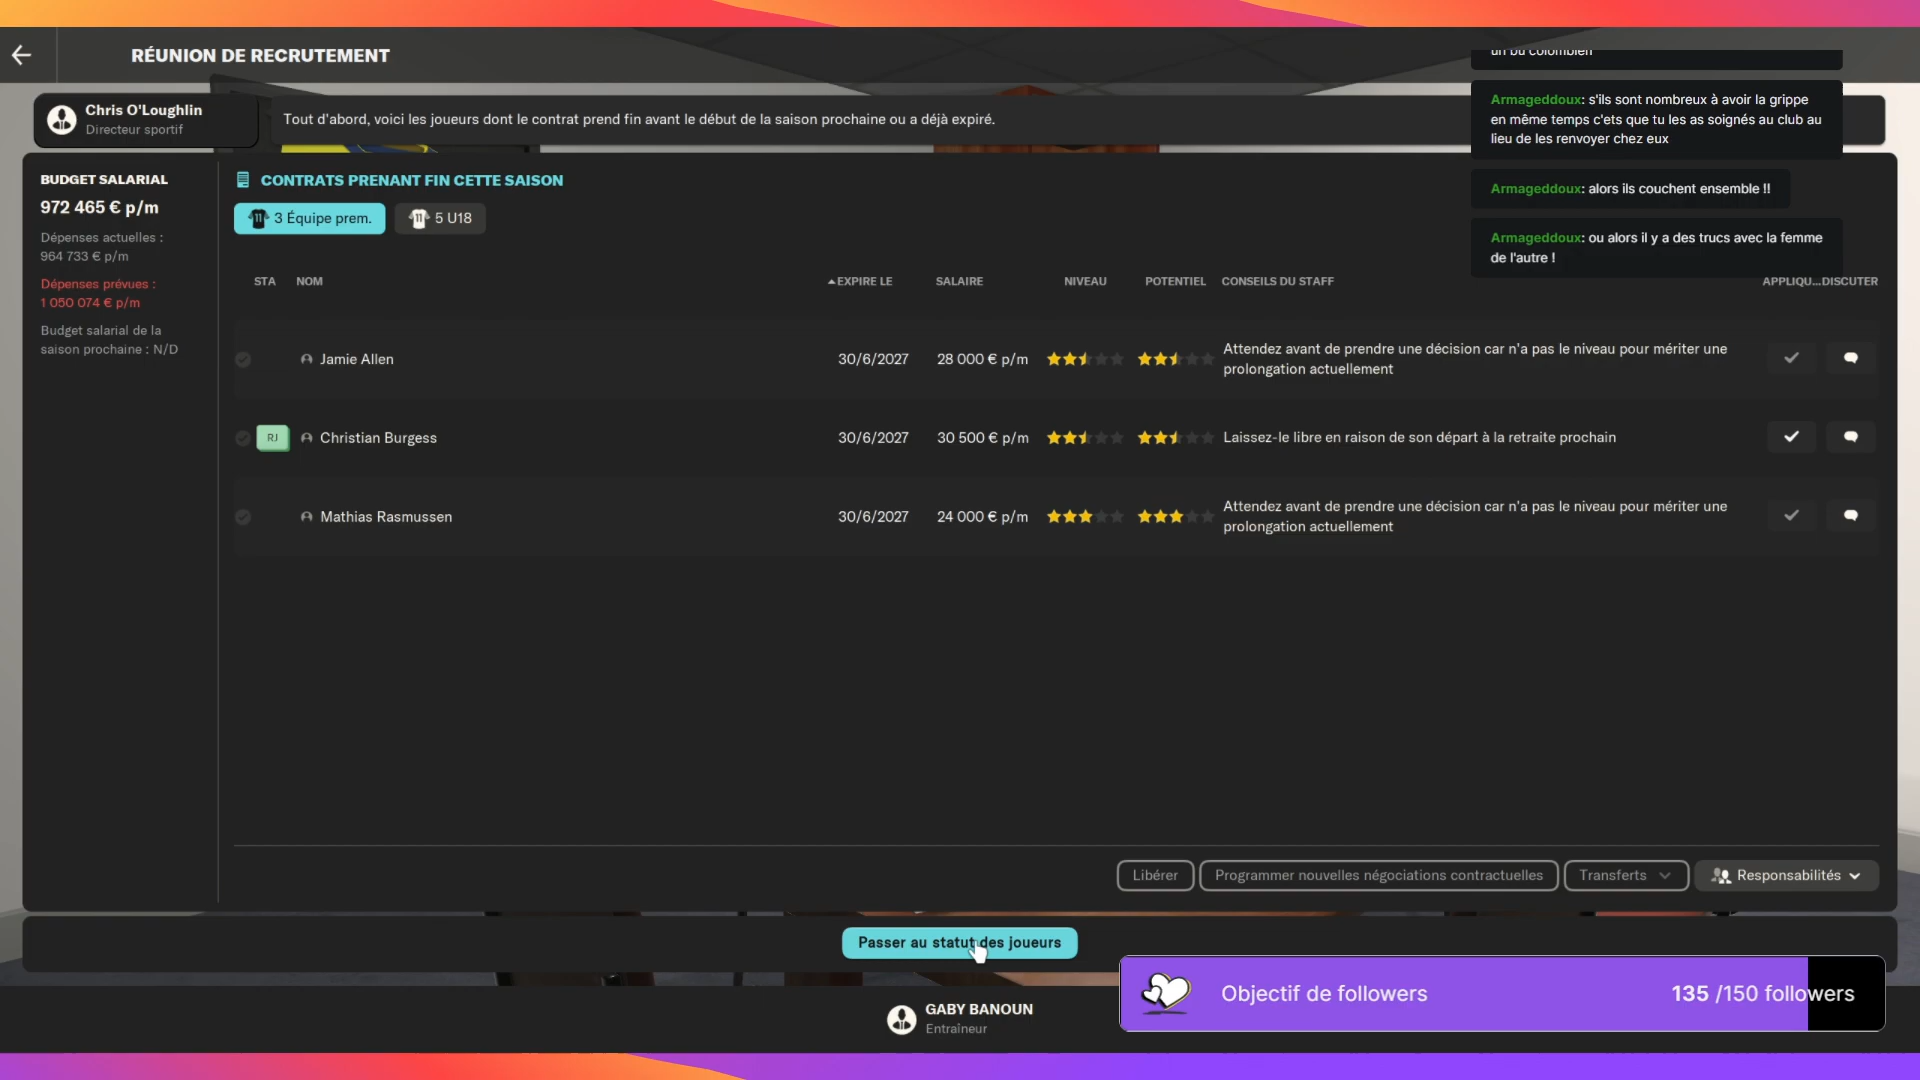 RÉUNION DE RECRUTEMENT
un bu colombien
Armageddoux: s'ils sont nombreux à avoir la grippe
en même temps c'ets que tu les as soignés au club au
lieu de les renvoyer chez eux
Armageddoux: alors ils couchent ensemble !!
Armageddoux: ou alors il y a des trucs avec la femme
de l'autre !
Chris O'Loughlin
Directeur sportif
Tout d'abord, voici les joueurs dont le contrat prend fin avant le début de la saison prochaine ou a déjà expiré.
BUDGET SALARIAL
972 465 € p/m
Dépenses actuelles :
964 733 € p/m
Dépenses prévues :
1 050 074 € p/m
Budget salarial de la
saison prochaine : N/D
CONTRATS PRENANT FIN CETTE SAISON
11 3 Équipe prem. 11 5 U18
STA NOM EXPIRE LE SALAIRE NIVEAU POTENTIEL CONSEILS DU STAFF APPLIQU...DISCUTER
Jamie Allen 30/6/2027 28 000 € p/m Attendez avant de prendre une décision car n'a pas le niveau pour mériter une
prolongation actuellement
RJ Christian Burgess 30/6/2027 30 500 € p/m Laissez-le libre en raison de son départ à la retraite prochain
Mathias Rasmussen 30/6/2027 24 000 € p/m Attendez avant de prendre une décision car n'a pas le niveau pour mériter une
prolongation actuellement
Libérer Programmer nouvelles négociations contractuelles Transferts Responsabilités
Passer au statut des joueurs
GABY BANOUN
Entraîneur
Objectif de followers 135 /150 followers